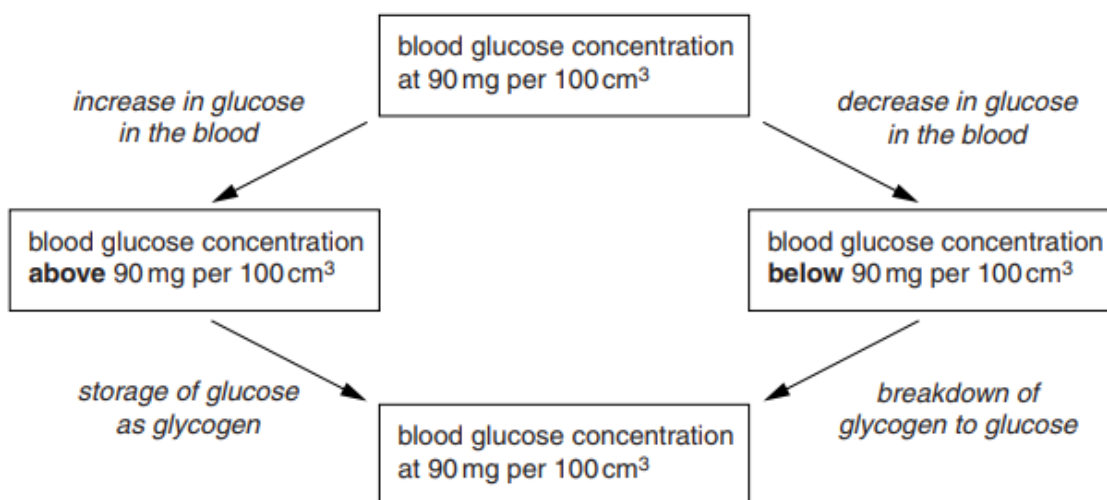 blood glucose concentration
at 90 mg per 100 cm³
increase in glucose
in the blood
decrease in glucose
in the blood
blood glucose concentration
above 90 mg per 100 cm³
blood glucose concentration
below 90 mg per 100 cm³
storage of glucose
as glycogen
breakdown of
glycogen to glucose
blood glucose concentration
at 90 mg per 100 cm³